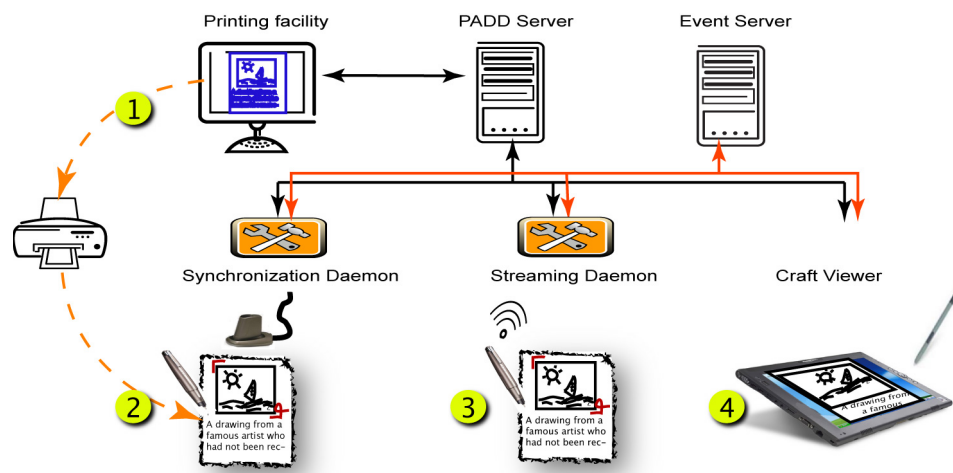 Printing facility
PADD Server
Event Server
1
Synchronization Daemon
Streaming Daemon
Craft Viewer
2
A drawing from a
famous artist who
had not been rec-
3
A drawing from a
famous artist who
had not been rec-
4
A drawing from
a famous